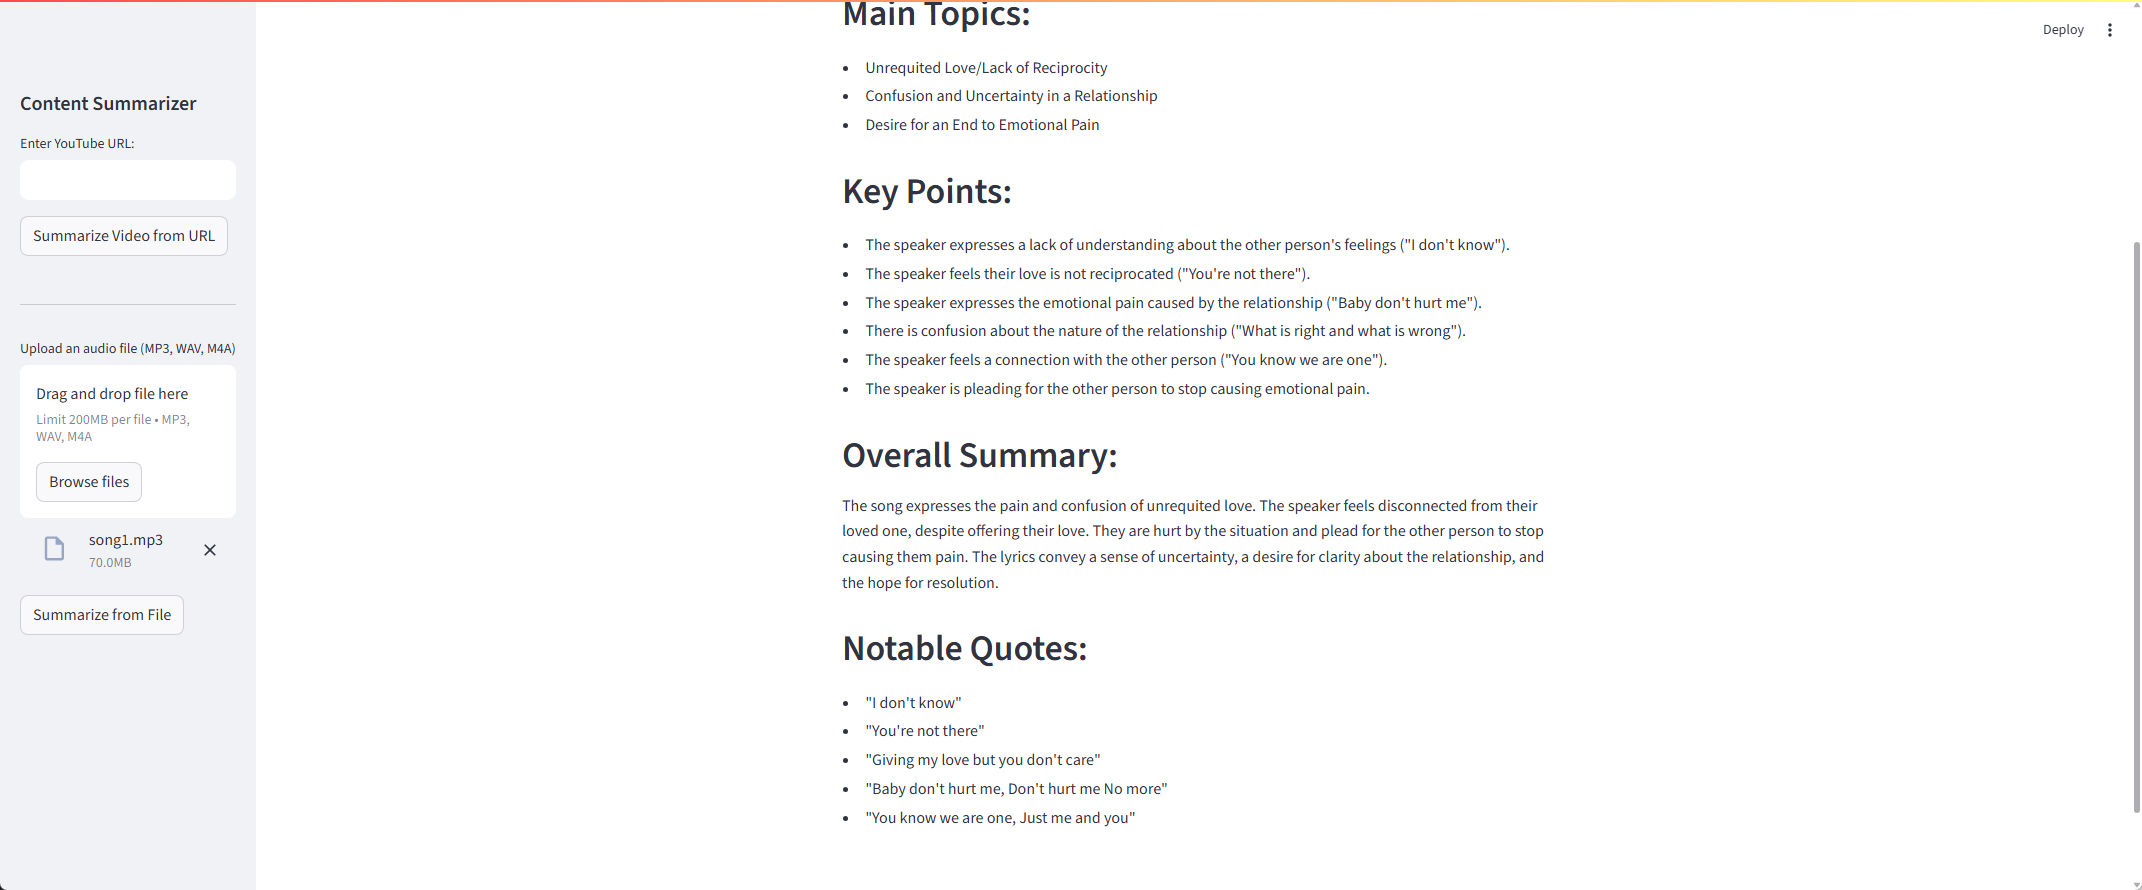 Deploy
Content Summarizer
Enter YouTube URL:
Summarize Video from URL
Upload an audio file (MP3, WAV, M4A)
Drag and drop file here
Limit 200MB per file • MP3,
WAV, M4A
Browse files
song1.mp3
70.0MB
Summarize from File
Main Topics:
• Unrequited Love/Lack of Reciprocity
• Confusion and Uncertainty in a Relationship
• Desire for an End to Emotional Pain
Key Points:
• The speaker expresses a lack of understanding about the other person's feelings ("I don't know").
• The speaker feels their love is not reciprocated ("You're not there").
• The speaker expresses the emotional pain caused by the relationship ("Baby don't hurt me").
• There is confusion about the nature of the relationship ("What is right and what is wrong").
• The speaker feels a connection with the other person ("You know we are one").
• The speaker is pleading for the other person to stop causing emotional pain.
Overall Summary:
The song expresses the pain and confusion of unrequited love. The speaker feels disconnected from their
loved one, despite offering their love. They are hurt by the situation and plead for the other person to stop
causing them pain. The lyrics convey a sense of uncertainty, a desire for clarity about the relationship, and
the hope for resolution.
Notable Quotes:
• "I don't know"
• "You're not there"
• "Giving my love but you don't care"
• "Baby don't hurt me, Don't hurt me No more"
• "You know we are one, Just me and you"